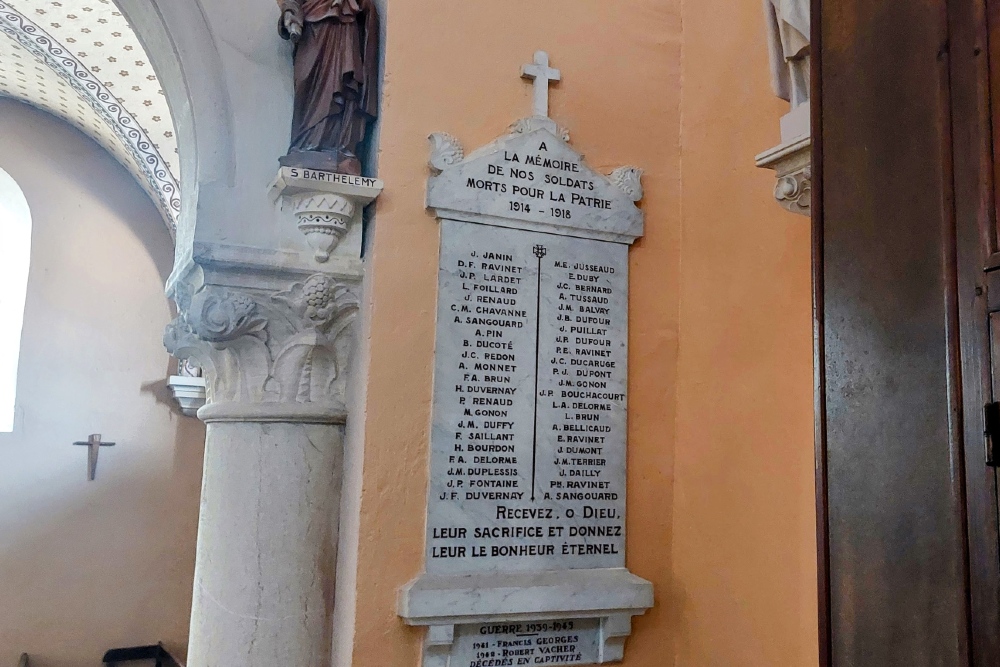 S BARTHELEMY
A
LA MÉMOIRE
DE NOS SOLDATS
MORTS POUR LA PATRIE
1914 - 1918
J. JANIN
D.F. RAVINET
J.P. LARDET
L. FOILLARD
J. RENAUD
C.M. CHAVANNE
A. SANGOUARD
A. PIN
B. DUCOTÉ
J.C. REDON
A. MONNET
F.A. BRUN
H. DUVERNAY
P. RENAUD
M. GONON
J.M. DUFFY
F. SAILLANT
H. BOURDON
F.A. DELORME
J.M. DUPLESSIS
J.P. FONTAINE
J.F. DUVERNAY
M.E. JUSSEAUD
E. DUBY
J.C. BERNARD
A. TUSSAUD
J.M. BALVAY
J.B. DUFOUR
J. PUILLAT
J.P. DUFOUR
P.E. RAVINET
J.C. DUCARUGE
P.J. DUPONT
J.M. GONON
J.P. BOUCHACOURT
L.A. DELORME
L. BRUN
A. BELLICAUD
E. RAVINET
J. DUMONT
J.M. TERRIER
J. DAILLY
PH. RAVINET
A. SANGOUARD
RECEVEZ, O DIEU,
LEUR SACRIFICE ET DONNEZ
LEUR LE BONHEUR ÉTERNEL
GUERRE 1939-1945
1941 - FRANCIS GEORGES
ROBERT VACHER
DÉCÉDÉS EN CAPTIVITÉ